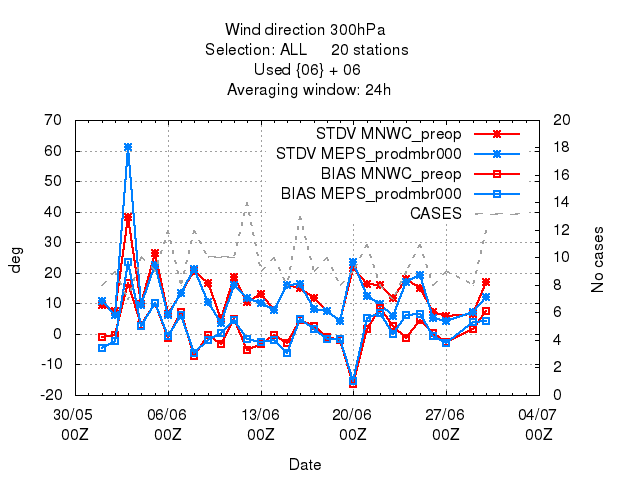 Wind direction 300hPa
Selection: ALL 20 stations
Used {06} + 06
Averaging window: 24h
70 20
STDV MNWC_preop
60 18
STDV MEPS_prodmbr000
50 16
BIAS MNWC_preop
BIAS MEPS_prodmbr000
40 14
CASES
30 12
20 10
10 8
0 6
-10 4
-20 2
0
deg
No cases
30/05 06/06 13/06 20/06 27/06 04/07
00Z 00Z 00Z 00Z 00Z 00Z
Date